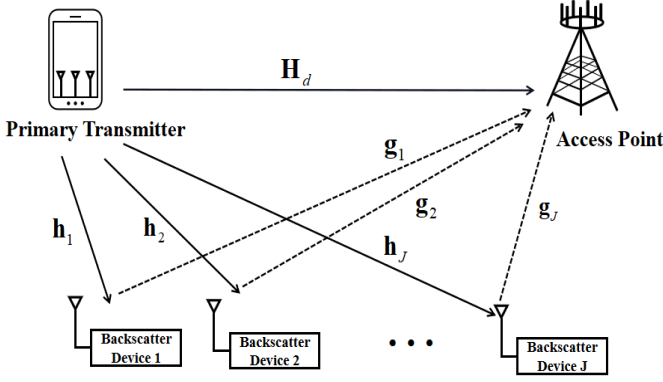 H_d
Primary Transmitter
Access Point
g_1
g_2
g_J
h_1
h_2
h_J
Backscatter
Device 1
Backscatter
Device 2
• • •
Backscatter
Device J